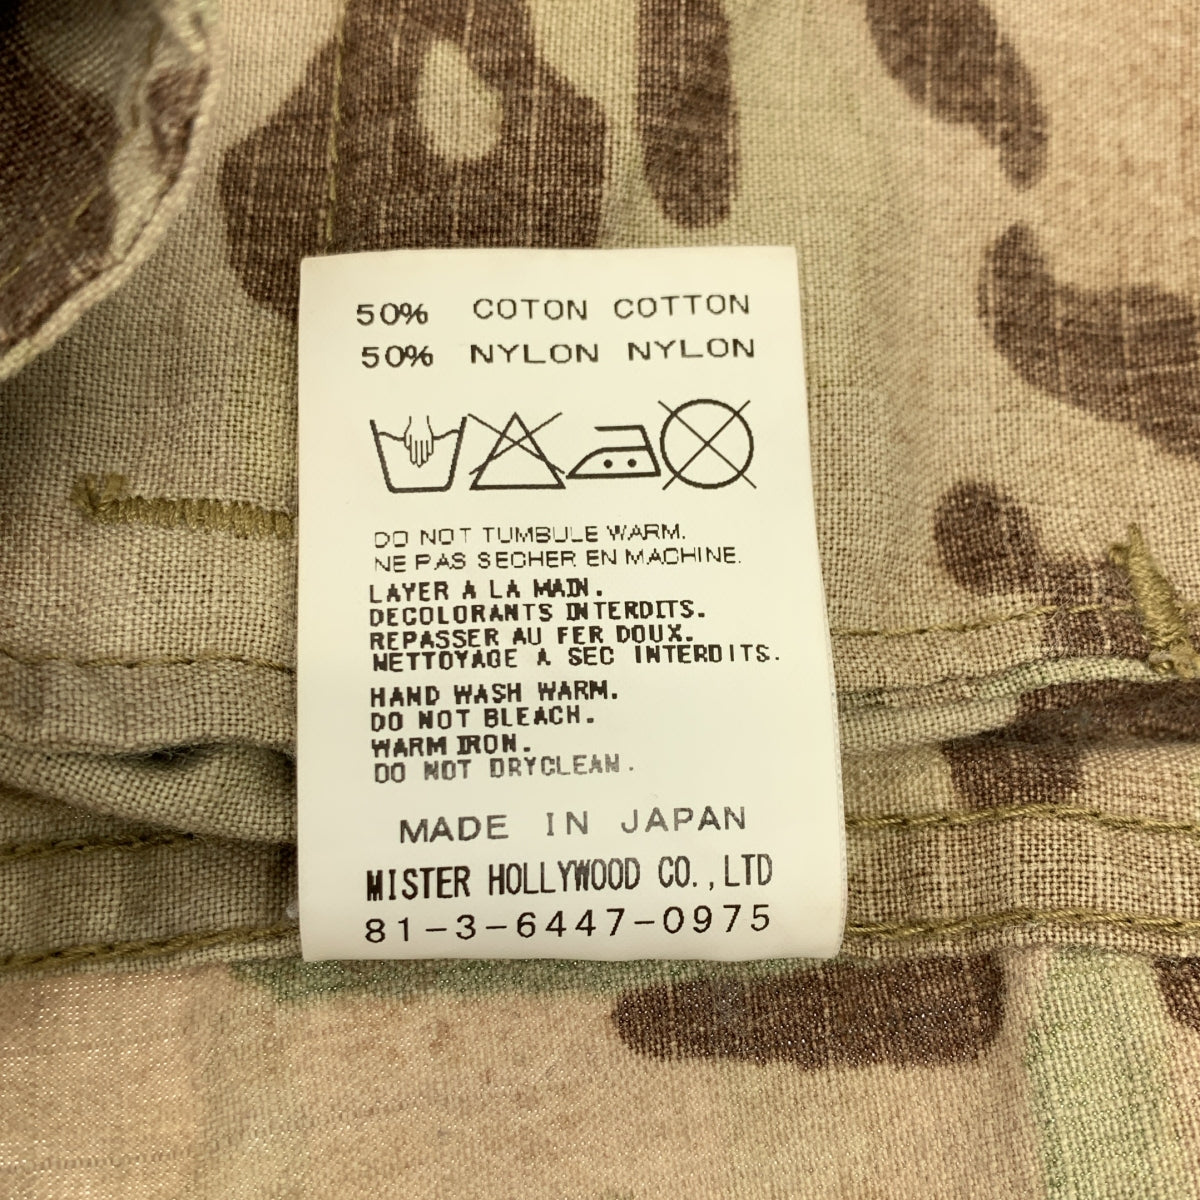 50% COTON COTTON
50% NYLON NYLON
DO NOT TUMBULE WARM.
NE PAS SECHER EN MACHINE.
LAYER A LA MAIN.
DECOLORANTS INTERDITS.
REPASSER AU FER DOUX.
NETTOYAGE A SEC INTERDITS.
HAND WASH WARM.
DO NOT BLEACH.
WARM IRON.
DO NOT DRYCLEAN.
MADE IN JAPAN
MISTER HOLLYWOOD CO.,LTD
81-3-6447-0975